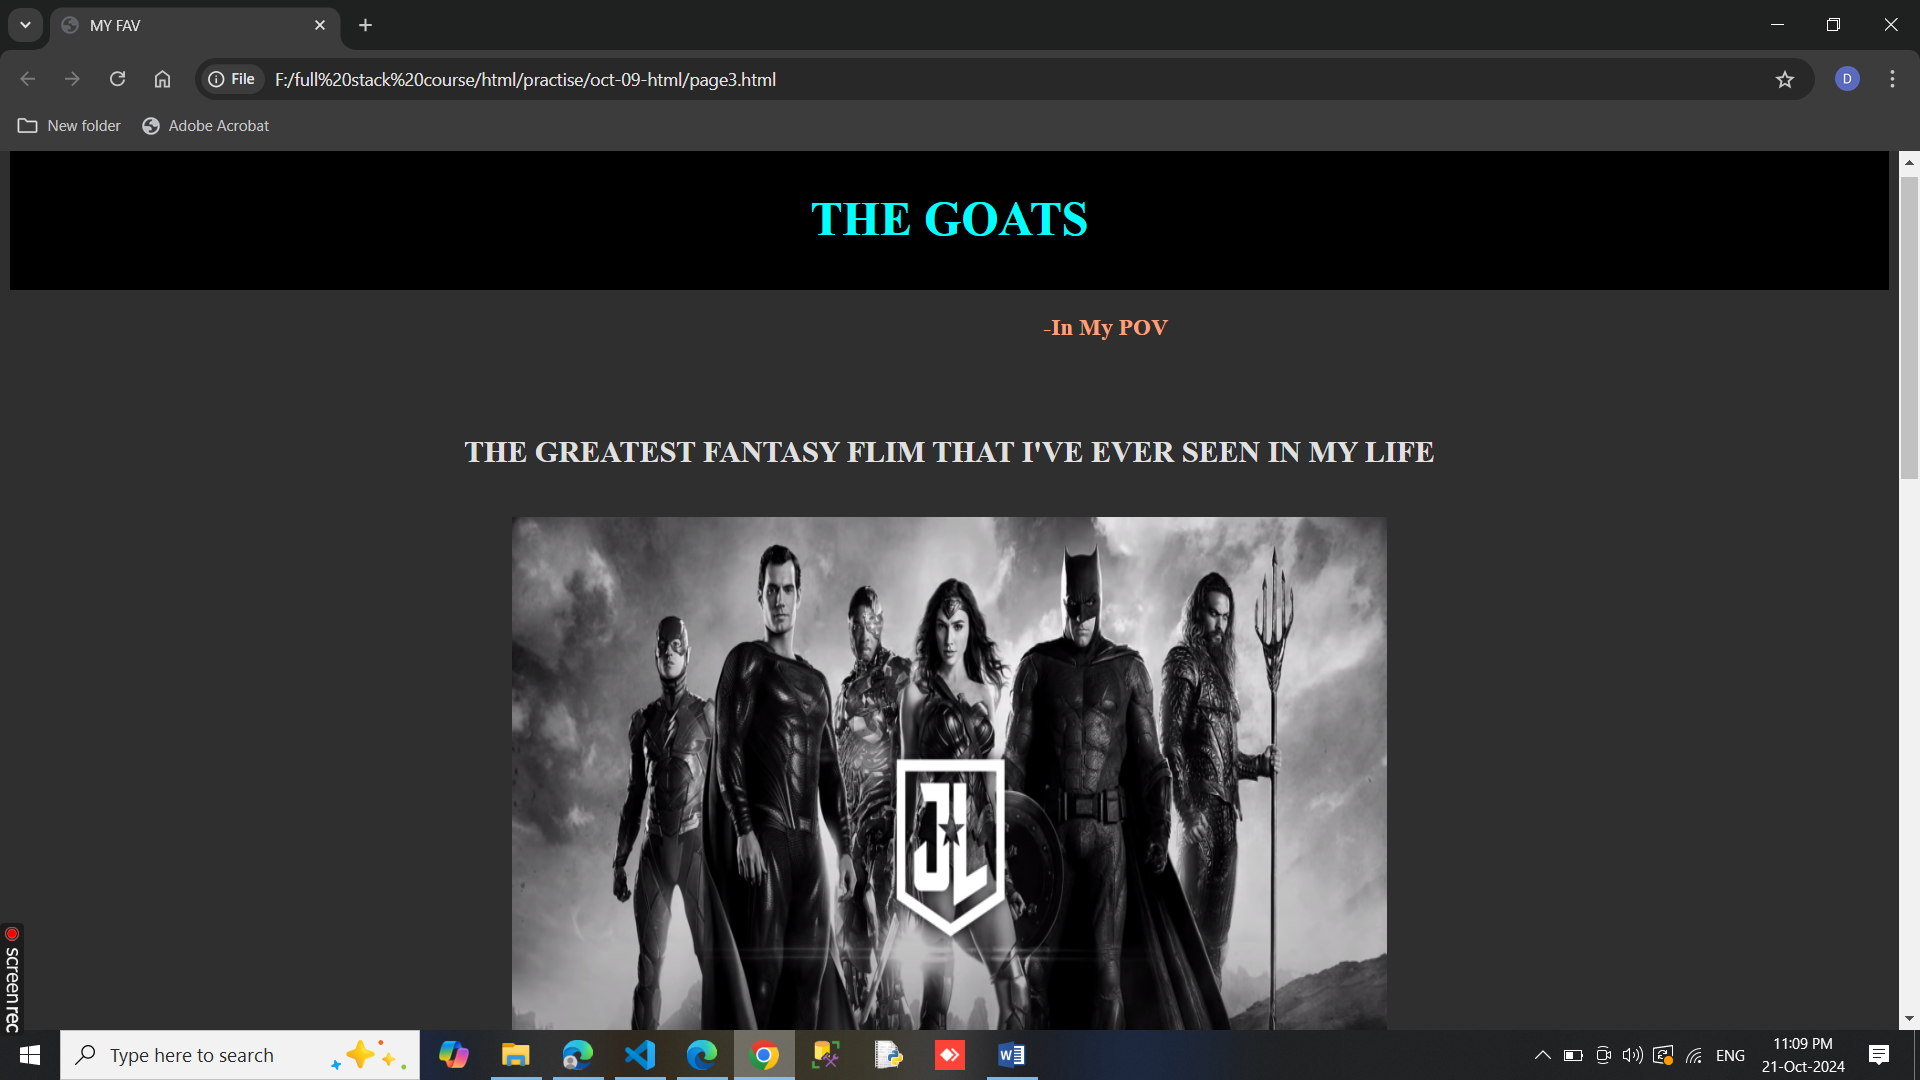 MY FAV
File F:/full%20stack%20course/html/practise/oct-09-html/page3.html
D
New folder Adobe Acrobat
THE GOATS
-In My POV
THE GREATEST FANTASY FLIM THAT I'VE EVER SEEN IN MY LIFE
JL
screenrec
Type here to search
W
ENG
11:09 PM
21-Oct-2024